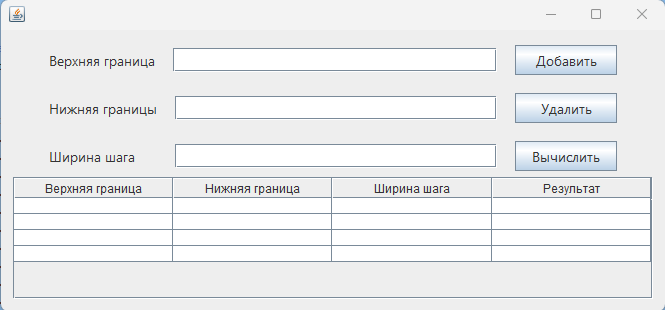 Верхняя граница Добавить
Нижняя границы Удалить
Ширина шага Вычислить
Верхняя граница Нижняя граница Ширина шага Результат